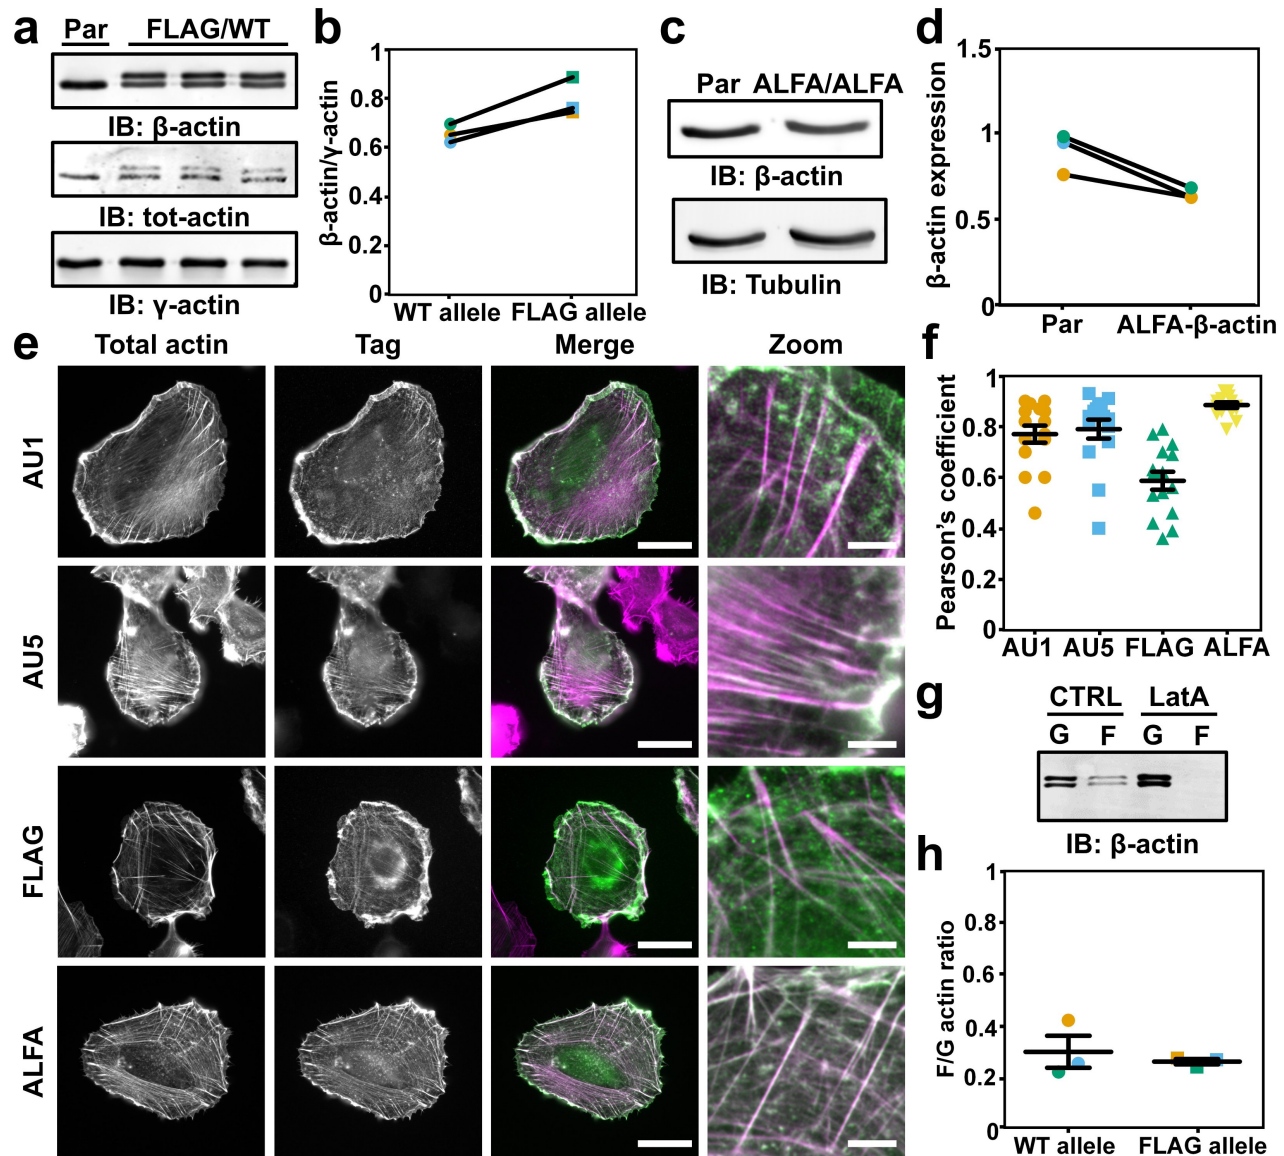 a
Par FLAG/WT
IB: β-actin
IB: tot-actin
IB: γ-actin
b
β-actin/γ-actin
1
0.8
0.6
0.4
0.2
0
WT allele FLAG allele
c
Par ALFA/ALFA
IB: β-actin
IB: Tubulin
d
β-actin expression
1.5
1
0.5
0
Par ALFA-β-actin
e
Total actin Tag Merge Zoom
AU1
AU5
FLAG
ALFA
f
Pearson's coefficient
1
0.8
0.6
0.4
0.2
0
AU1 AU5 FLAG ALFA
g
CTRL LatA
G F G F
IB: β-actin
h
F/G actin ratio
1
0.8
0.6
0.4
0.2
0
WT allele FLAG allele